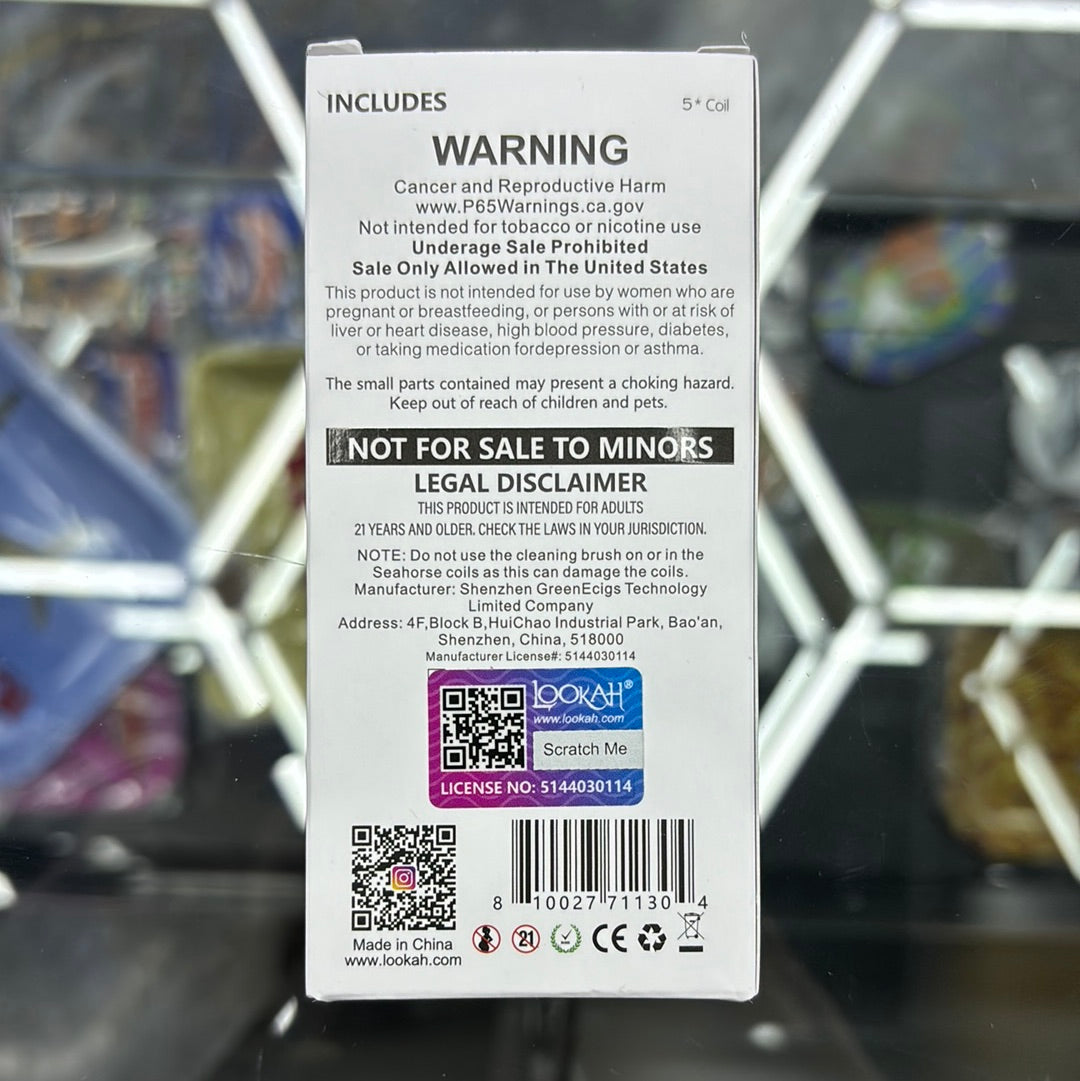 INCLUDES 5* Coil
WARNING
Cancer and Reproductive Harm
www.P65Warnings.ca.gov
Not intended for tobacco or nicotine use
Underage Sale Prohibited
Sale Only Allowed in The United States
This product is not intended for use by women who are
pregnant or breastfeeding, or persons with or at risk of
liver or heart disease, high blood pressure, diabetes,
or taking medication fordepression or asthma.
The small parts contained may present a choking hazard.
Keep out of reach of children and pets.
NOT FOR SALE TO MINORS
LEGAL DISCLAIMER
THIS PRODUCT IS INTENDED FOR ADULTS
21 YEARS AND OLDER. CHECK THE LAWS IN YOUR JURISDICTION.
NOTE: Do not use the cleaning brush on or in the
Seahorse coils as this can damage the coils.
Manufacturer: Shenzhen GreenEcigs Technology
Limited Company
Address: 4F,Block B,HuiChao Industrial Park, Bao'an,
Shenzhen, China, 518000
Manufacturer License#: 5144030114
LOOKAH®
www.lookah.com
Scratch Me
LICENSE NO: 5144030114
8 10027 71130 4
21
CE
Made in China
www.lookah.com